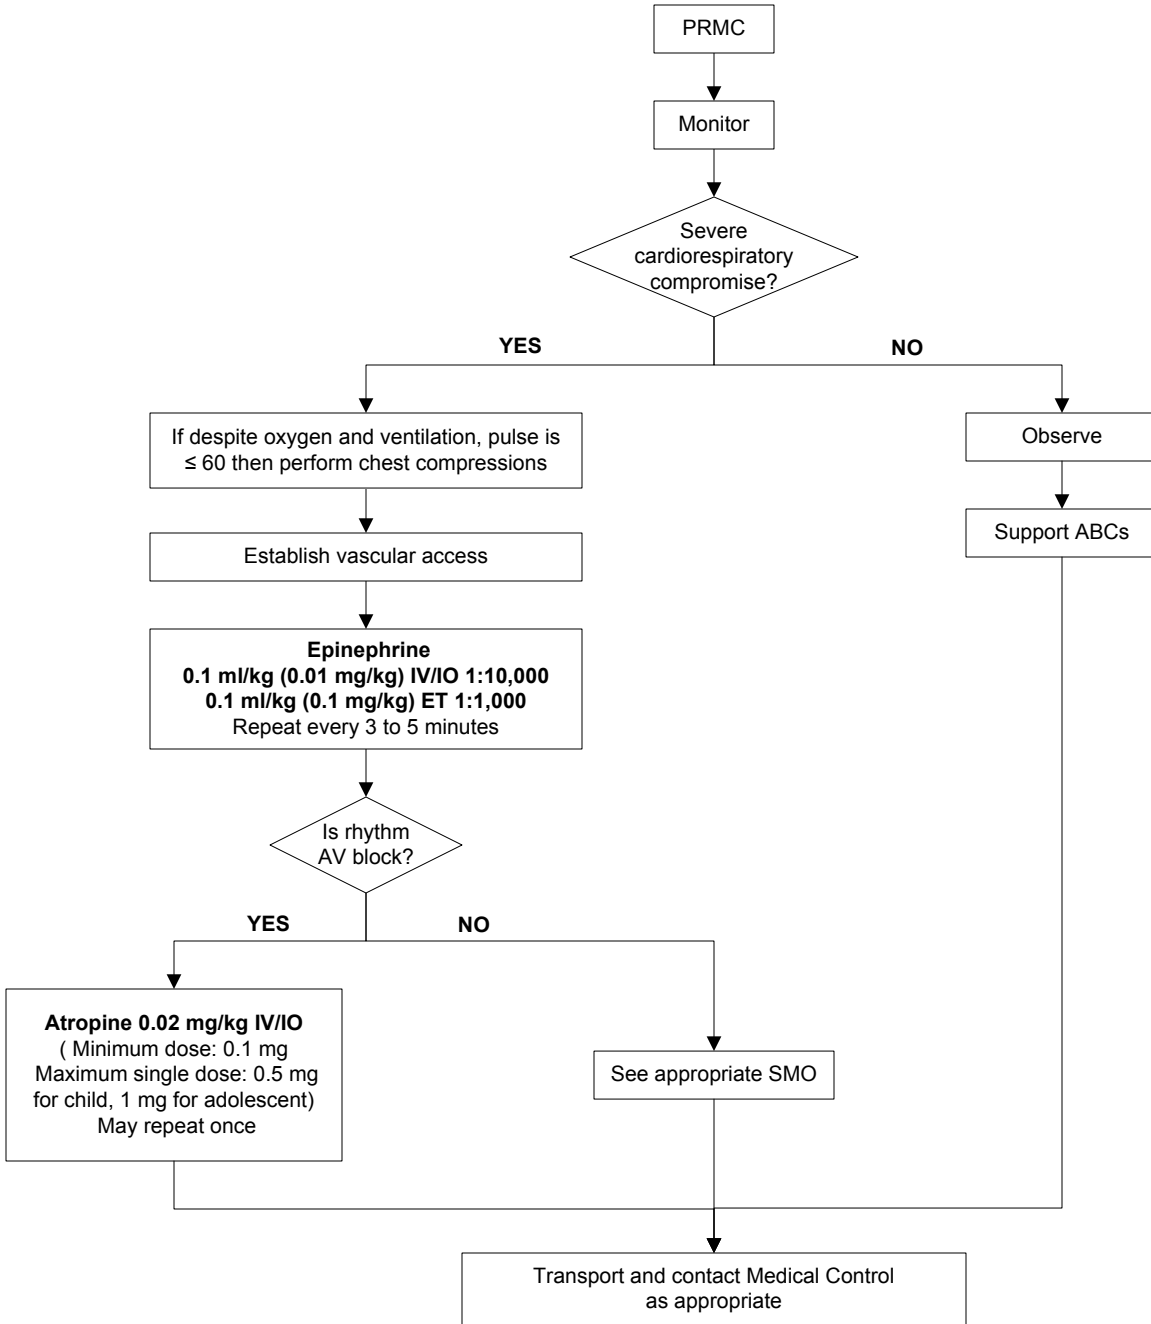 PRMC
Monitor
Severe
cardiorespiratory
compromise?
YES
NO
If despite oxygen and ventilation, pulse is
≤ 60 then perform chest compressions
Observe
Establish vascular access
Support ABCs
Epinephrine
0.1 ml/kg (0.01 mg/kg) IV/IO 1:10,000
0.1 ml/kg (0.1 mg/kg) ET 1:1,000
Repeat every 3 to 5 minutes
Is rhythm
AV block?
YES
NO
Atropine 0.02 mg/kg IV/IO
( Minimum dose: 0.1 mg
Maximum single dose: 0.5 mg
for child, 1 mg for adolescent)
May repeat once
See appropriate SMO
Transport and contact Medical Control
as appropriate